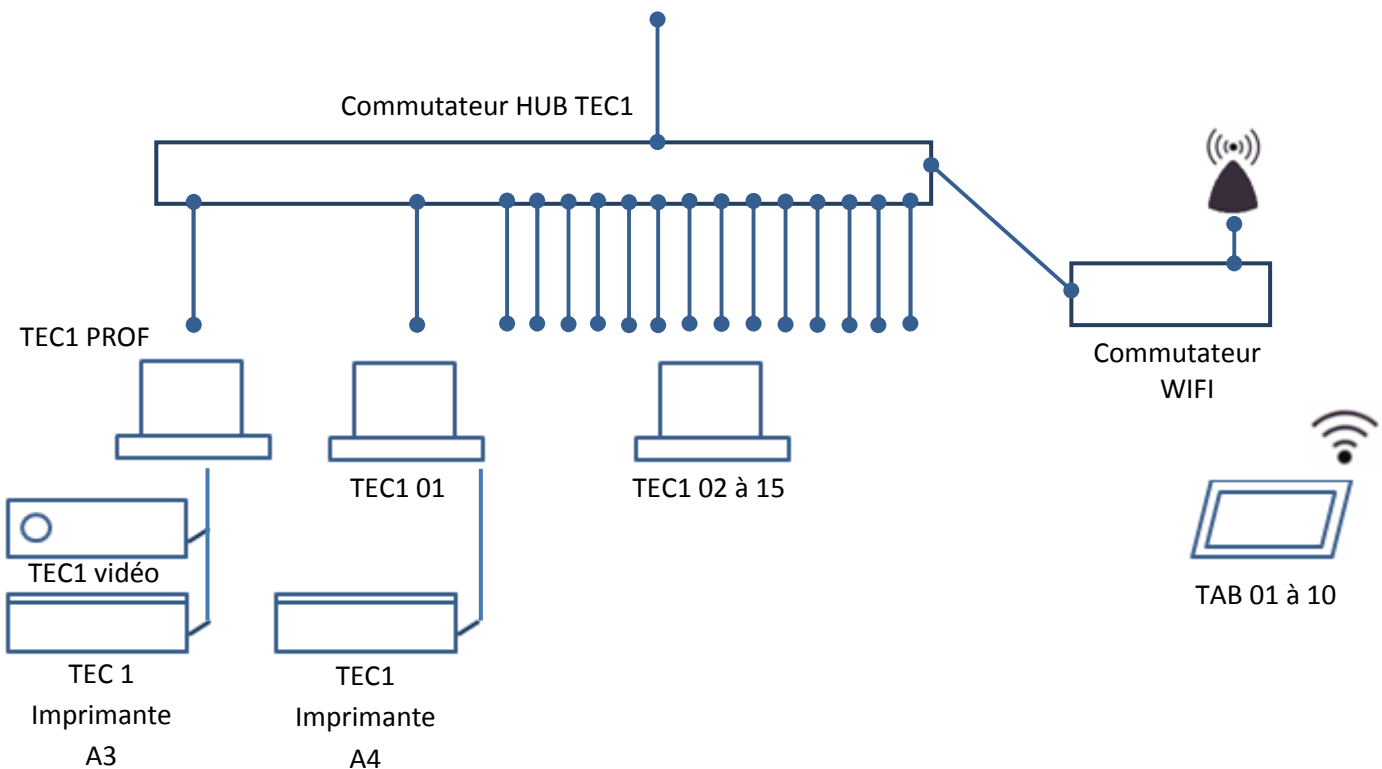 Commutateur HUB TEC1
TEC1 PROF
Commutateur
WIFI
TEC1 01
TEC1 02 à 15
TEC1 vidéo
TAB 01 à 10
TEC 1
Imprimante
A3
TEC1
Imprimante
A4